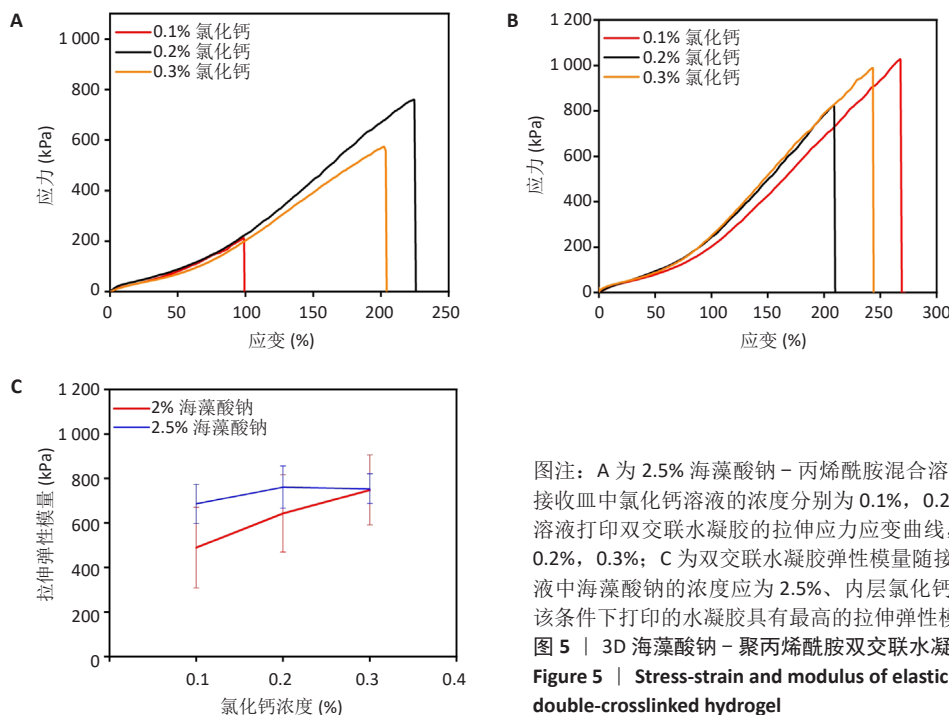 A
1 000
800
600
400
200
0
0
50
100
150
200
250
应力 (kPa)
应变 (%)
0.1% 氯化钙
0.2% 氯化钙
0.3% 氯化钙
B
1 200
1 000
800
600
400
200
0
0
50
100
150
200
250
300
应力 (kPa)
应变 (%)
0.1% 氯化钙
0.2% 氯化钙
0.3% 氯化钙
C
1 200
1 000
800
600
400
200
0
0.1
0.2
0.3
0.4
拉伸弹性模量 (kPa)
氯化钙浓度 (%)
2% 海藻酸钠
2.5% 海藻酸钠
图注：A 为 2.5% 海藻酸钠－丙烯酰胺混合溶
接收皿中氯化钙溶液的浓度分别为 0.1%，0.2
溶液打印双交联水凝胶的拉伸应力应变曲线，
0.2%，0.3%；C 为双交联水凝胶弹性模量随接
液中海藻酸钠的浓度应为 2.5%、内层氯化钙
该条件下打印的水凝胶具有最高的拉伸弹性模
图 5 ｜ 3D 海藻酸钠－聚丙烯酰胺双交联水凝
Figure 5 ｜ Stress-strain and modulus of elastic
double-crosslinked hydrogel